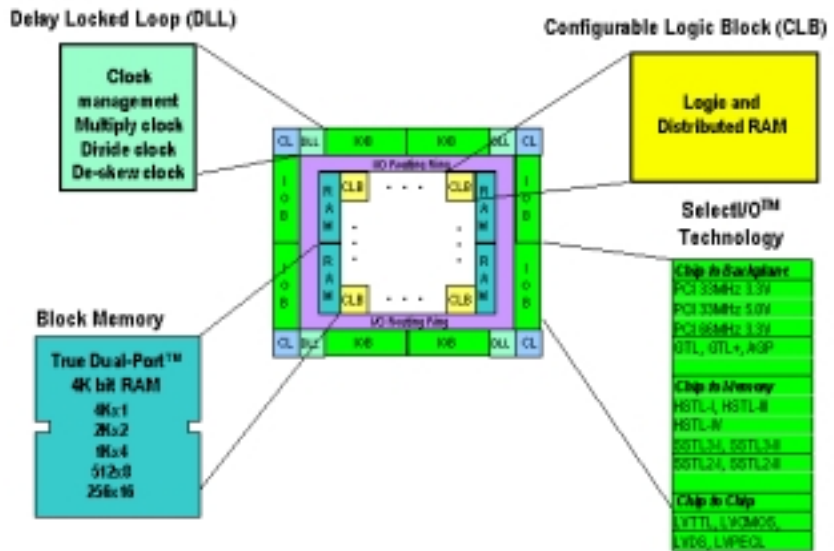 Delay Locked Loop (DLL)
Configurable Logic Block (CLB)
Clock
management
Multiply clock
Divide clock
De-skew clock
Logic and
Distributed RAM
CL DLL IOB IOB DLL CL
I/O Routing Ring
IOB
RAM
CLB
. . .
CLB
RAM
IOB
SelectI/O™
Technology
IOB
RAM
CLB
. . .
CLB
RAM
IOB
I/O Routing Ring
CL DLL IOB IOB DLL CL
Block Memory
True Dual-Port™
4K bit RAM
4Kx1
2Kx2
1Kx4
512x8
256x16
Chip to Backplane
PCI 33MHz 3.3V
PCI 33MHz 5.0V
PCI 66MHz 3.3V
GTL, GTL+, AGP
Chip to Memory
HSTL-I, HSTL-III
HSTL-IV
SSTL3-I, SSTL3-II
SSTL2-I, SSTL2-II
Chip to Chip
LVTTL, LVCMOS,
LVDS, LVPECL